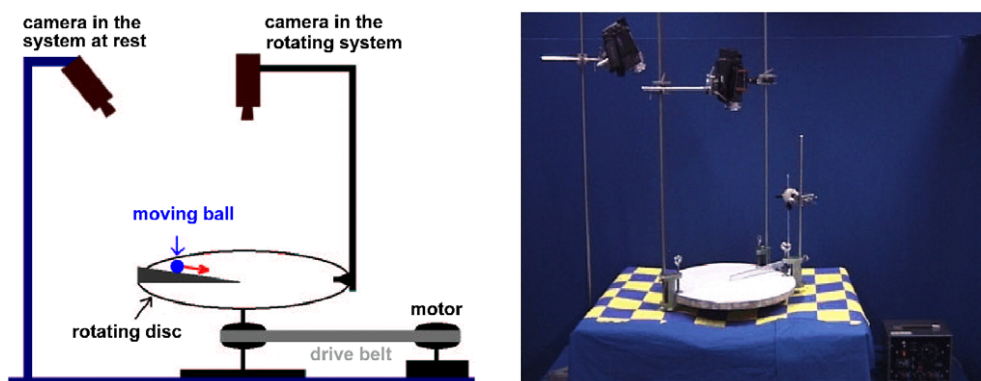 camera in the
system at rest
camera in the
rotating system
moving ball
rotating disc
motor
drive belt